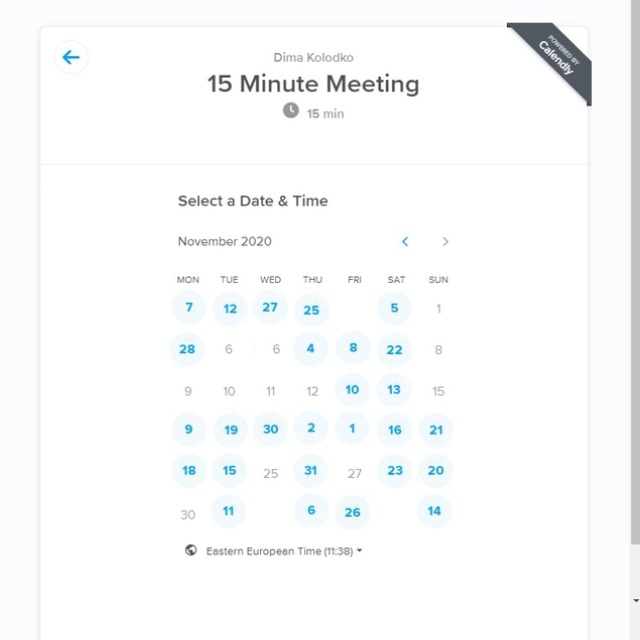 POWERED BY
Calendly
Dima Kolodko
15 Minute Meeting
15 min
Select a Date & Time
November 2020
MON TUE WED THU FRI SAT SUN
7 12 27 25 5 1
28 6 6 4 8 22 8
9 10 11 12 10 13 15
9 19 30 2 1 16 21
18 15 25 31 27 23 20
30 11 6 26 14
Eastern European Time (11:38)